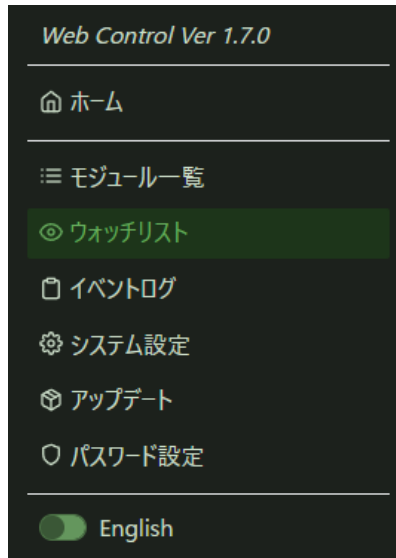 Web Control Ver 1.7.0
ホーム
モジュール一覧
ウォッチリスト
イベントログ
システム設定
アップデート
パスワード設定
English